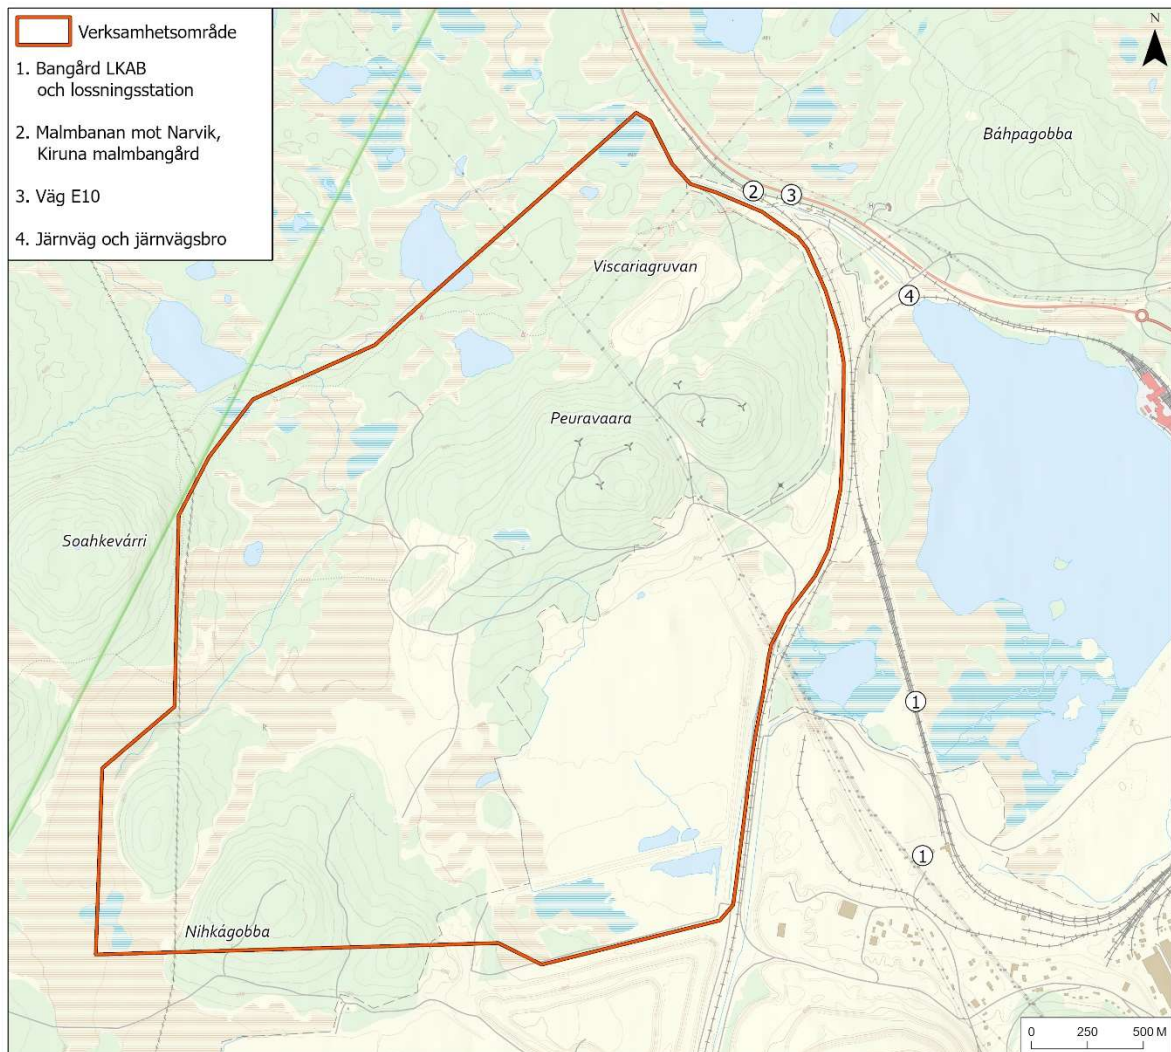 Verksamhetsområde
1. Bangård LKAB
och lossningsstation
2. Malmbanan mot Narvik,
Kiruna malmbangård
3. Väg E10
4. Järnväg och järnvägsbro
N
Báhpagobba
2
3
Viscariagruvan
4
Peuravaara
Soahkevárri
1
1
Nihkágobba
0 250 500 M